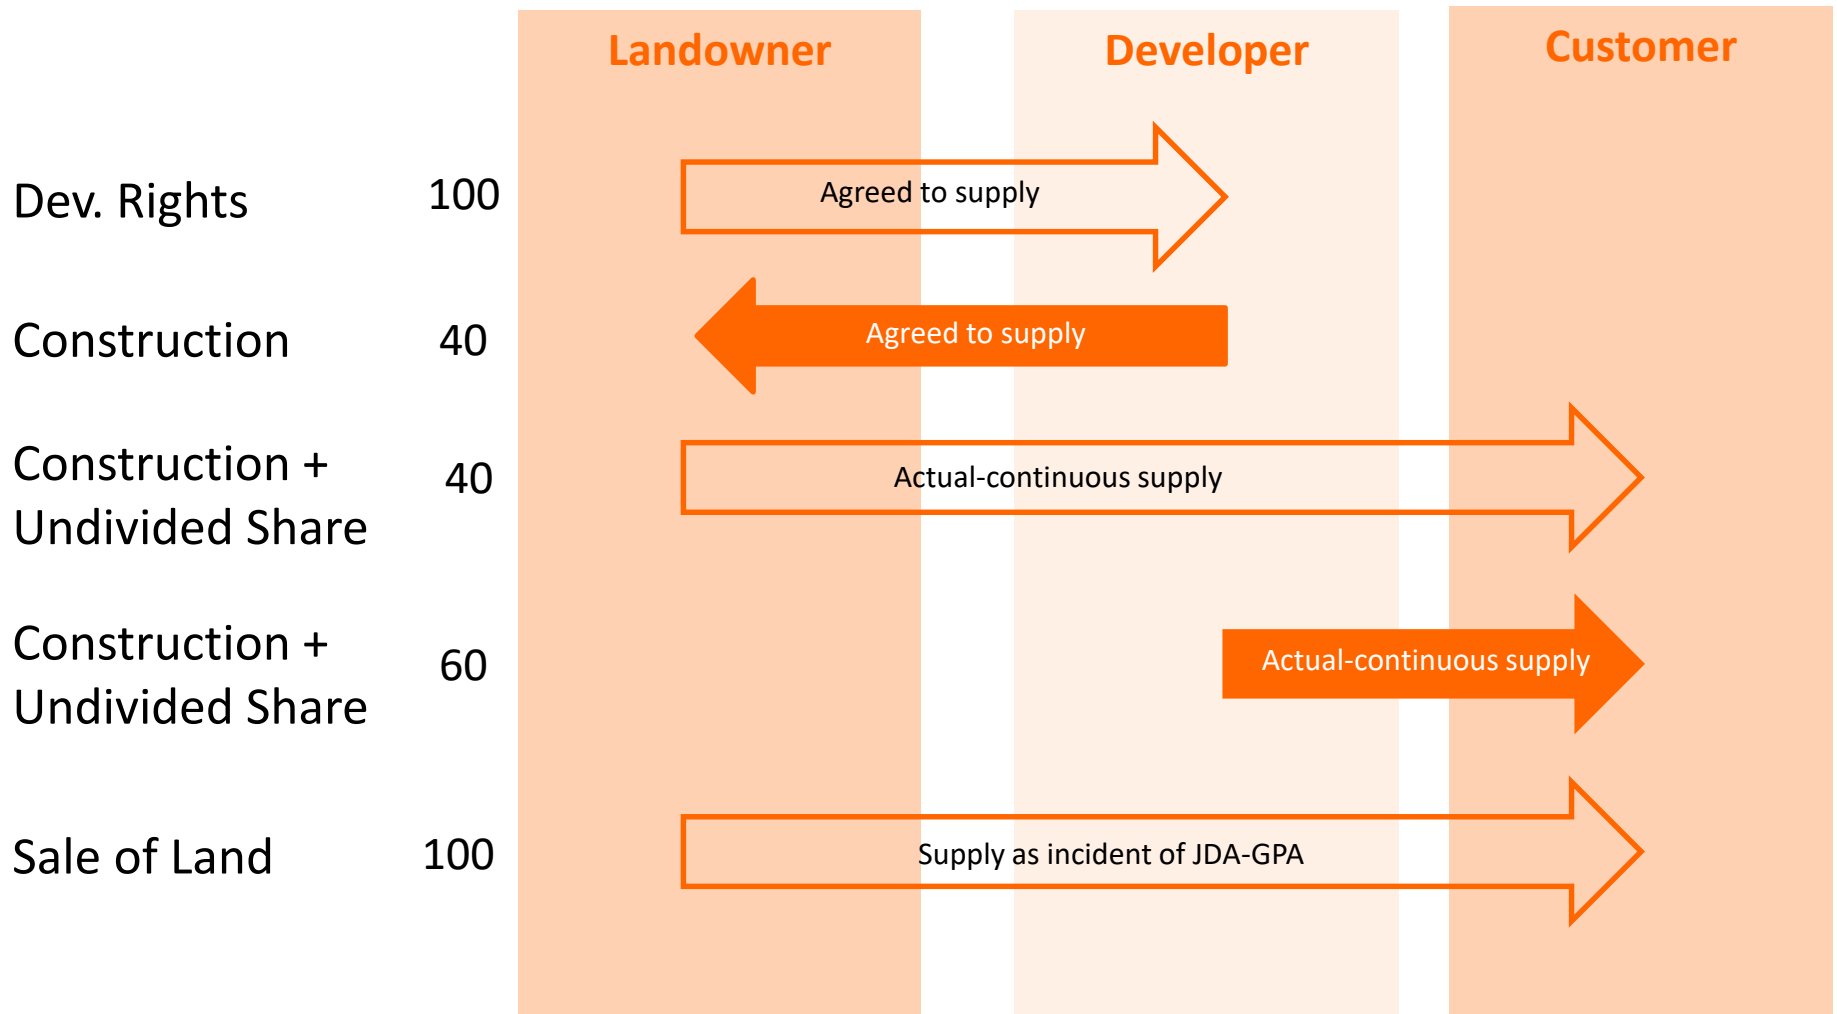 Landowner
Developer
Customer
Dev. Rights
100
Agreed to supply
Construction
40
Agreed to supply
Construction +
Undivided Share
40
Actual-continuous supply
Construction +
Undivided Share
60
Actual-continuous supply
Sale of Land
100
Supply as incident of JDA-GPA